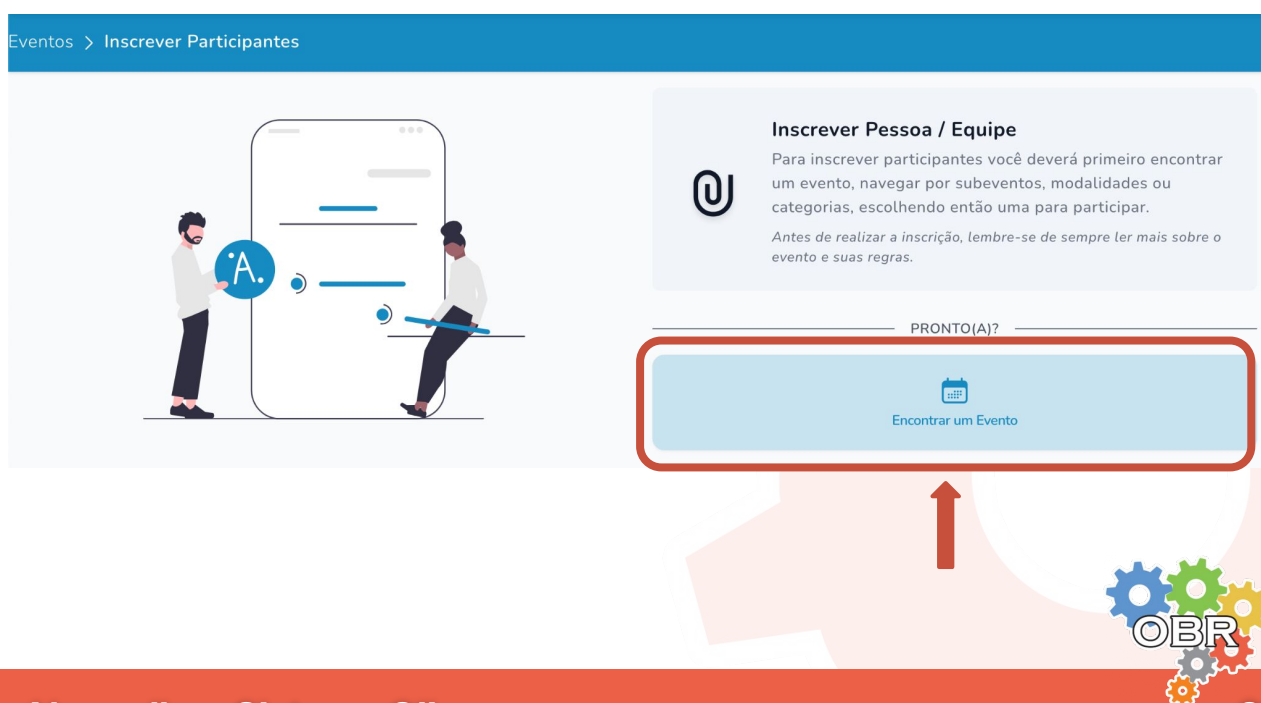 Eventos > Inscrever Participantes
Inscrever Pessoa / Equipe
Para inscrever participantes você deverá primeiro encontrar
um evento, navegar por subeventos, modalidades ou
categorias, escolhendo então uma para participar.
Antes de realizar a inscrição, lembre-se de sempre ler mais sobre o
evento e suas regras.
A.
PRONTO(A)?
Encontrar um Evento
OBR